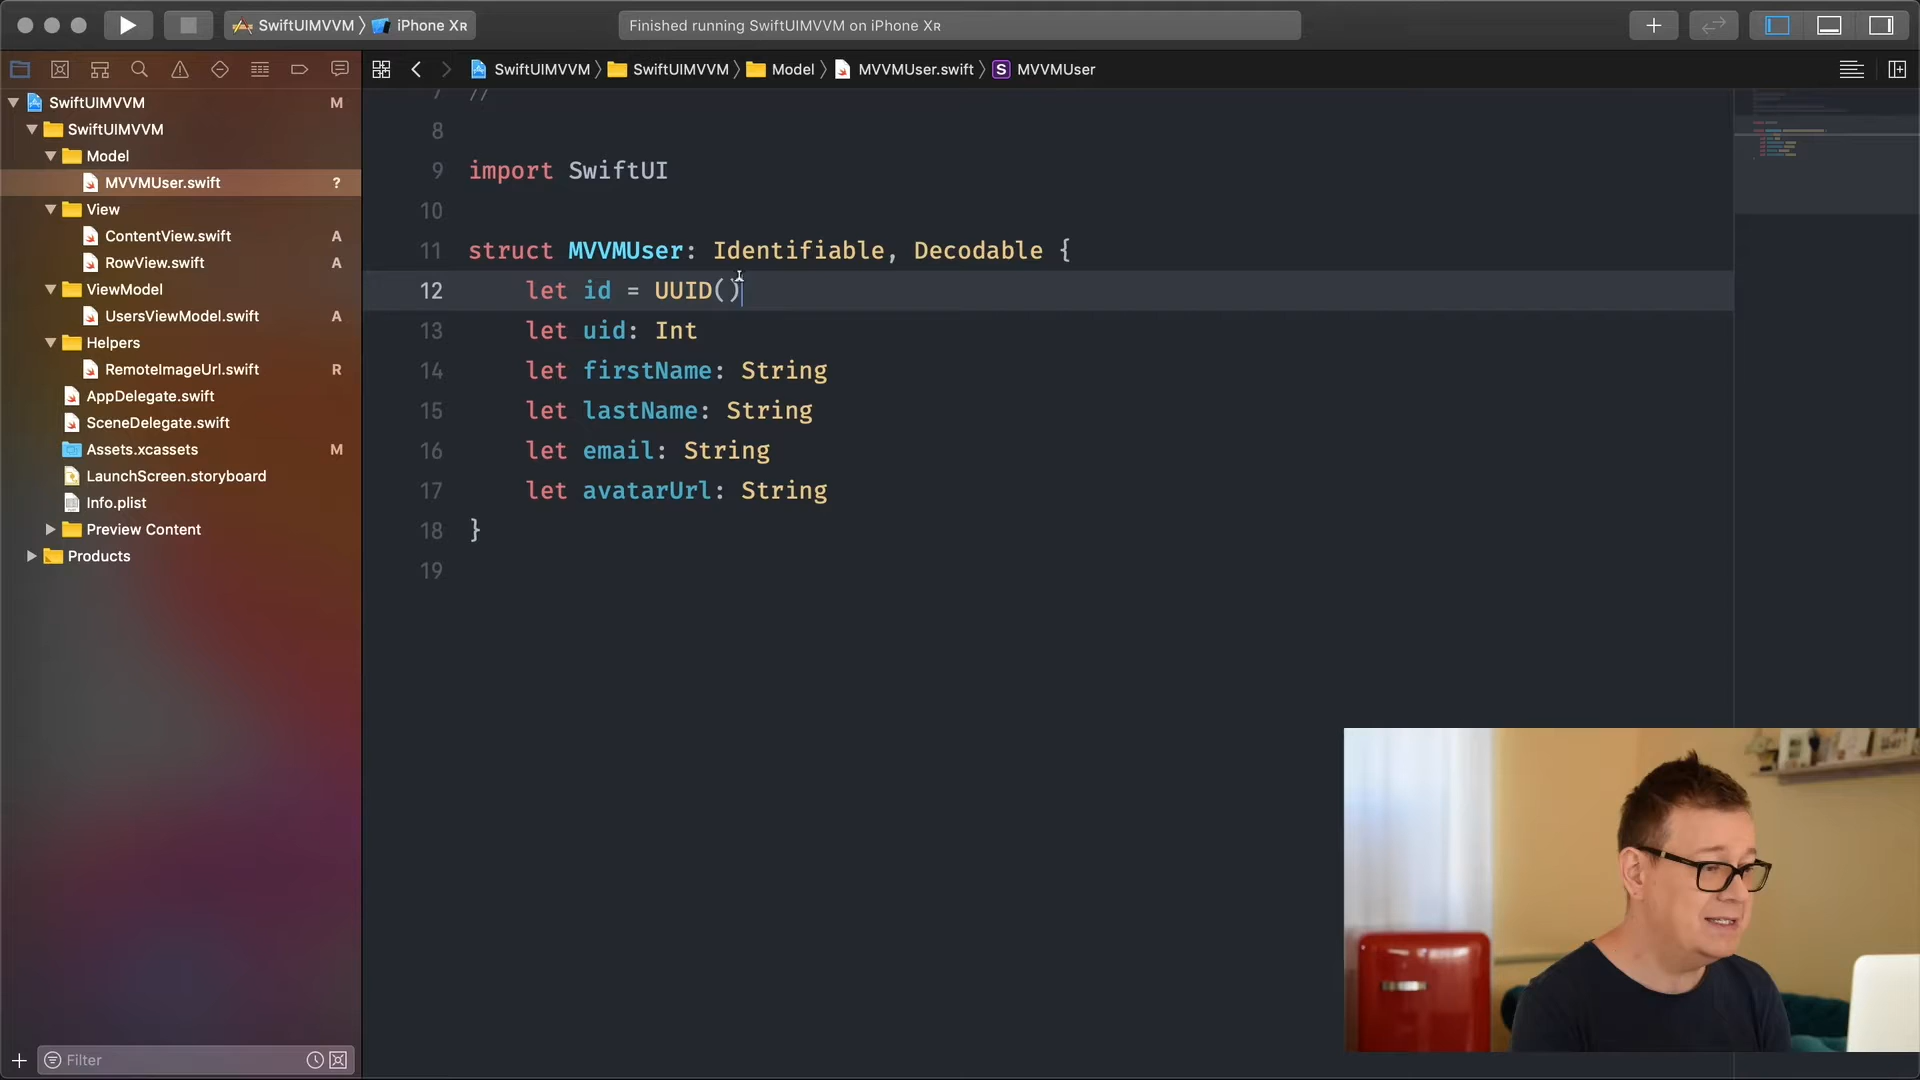 SwiftUIMVVM
iPhone Xʀ
Finished running SwiftUIMVVM on iPhone Xʀ
SwiftUIMVVM
SwiftUIMVVM
Model
MVVMUser.swift
S
MVVMUser
SwiftUIMVVM
M
SwiftUIMVVM
Model
MVVMUser.swift
?
View
ContentView.swift
A
RowView.swift
A
ViewModel
UsersViewModel.swift
A
Helpers
RemoteImageUrl.swift
R
AppDelegate.swift
SceneDelegate.swift
Assets.xcassets
M
LaunchScreen.storyboard
Info.plist
Preview Content
Products
Filter
7 //
8
9 import SwiftUI
10
11 struct MVVMUser: Identifiable, Decodable {
12 let id = UUID()
13 let uid: Int
14 let firstName: String
15 let lastName: String
16 let email: String
17 let avatarUrl: String
18 }
19